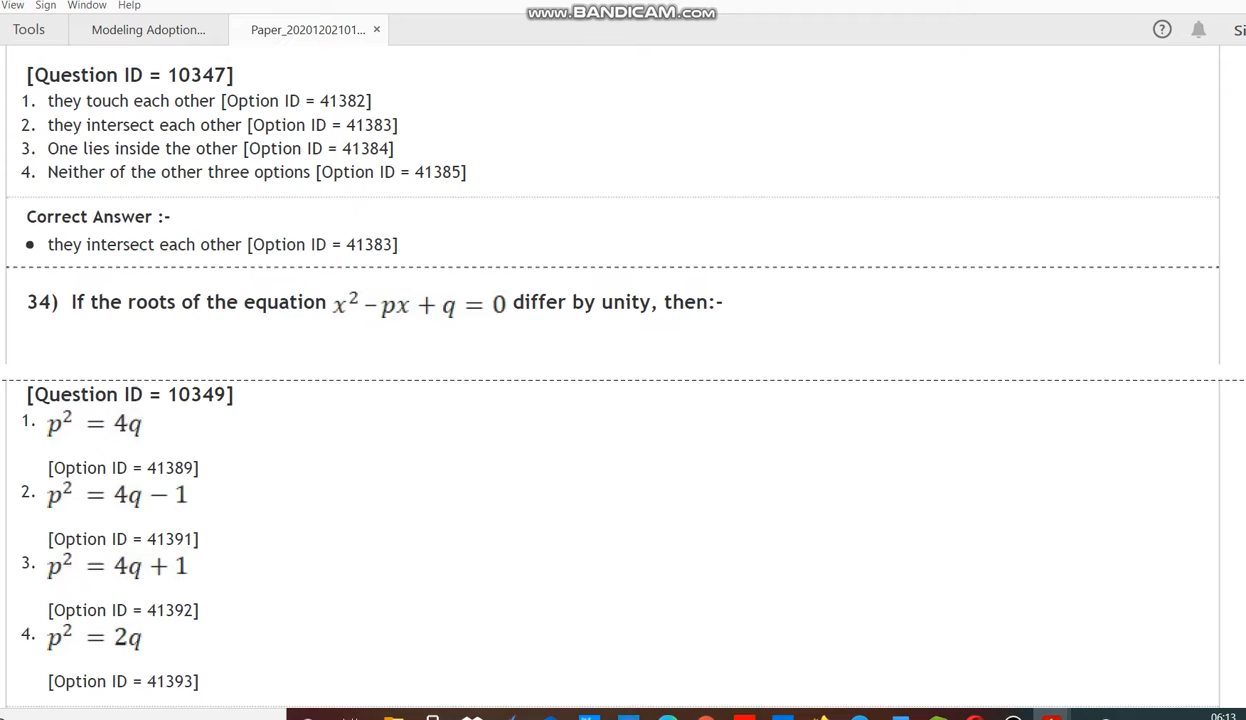 View Sign Window Help
www.BANDICAM.com
Tools Modeling Adoption... Paper_20201202101... × ? Si
[Question ID = 10347]
1. they touch each other [Option ID = 41382]
2. they intersect each other [Option ID = 41383]
3. One lies inside the other [Option ID = 41384]
4. Neither of the other three options [Option ID = 41385]
Correct Answer :-
• they intersect each other [Option ID = 41383]
34) If the roots of the equation x² - px + q = 0 differ by unity, then:-
[Question ID = 10349]
1. p² = 4q
[Option ID = 41389]
2. p² = 4q − 1
[Option ID = 41391]
3. p² = 4q + 1
[Option ID = 41392]
4. p² = 2q
[Option ID = 41393]
06:13